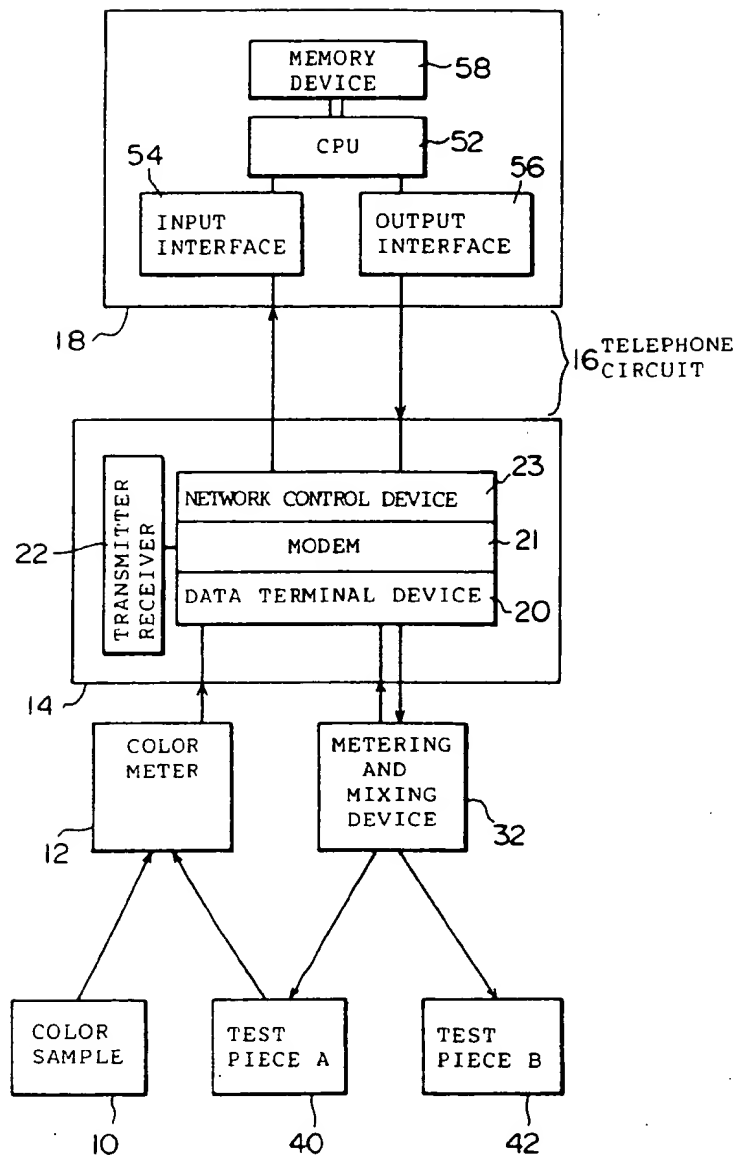 MEMORY
DEVICE
58
CPU
52
54
56
INPUT
INTERFACE
OUTPUT
INTERFACE
18
16 TELEPHONE
CIRCUIT
TRANSMITTER
RECEIVER
22
NETWORK CONTROL DEVICE
23
MODEM
21
DATA TERMINAL DEVICE
20
14
COLOR
METER
12
METERING
AND
MIXING
DEVICE
32
COLOR
SAMPLE
10
TEST
PIECE A
40
TEST
PIECE B
42